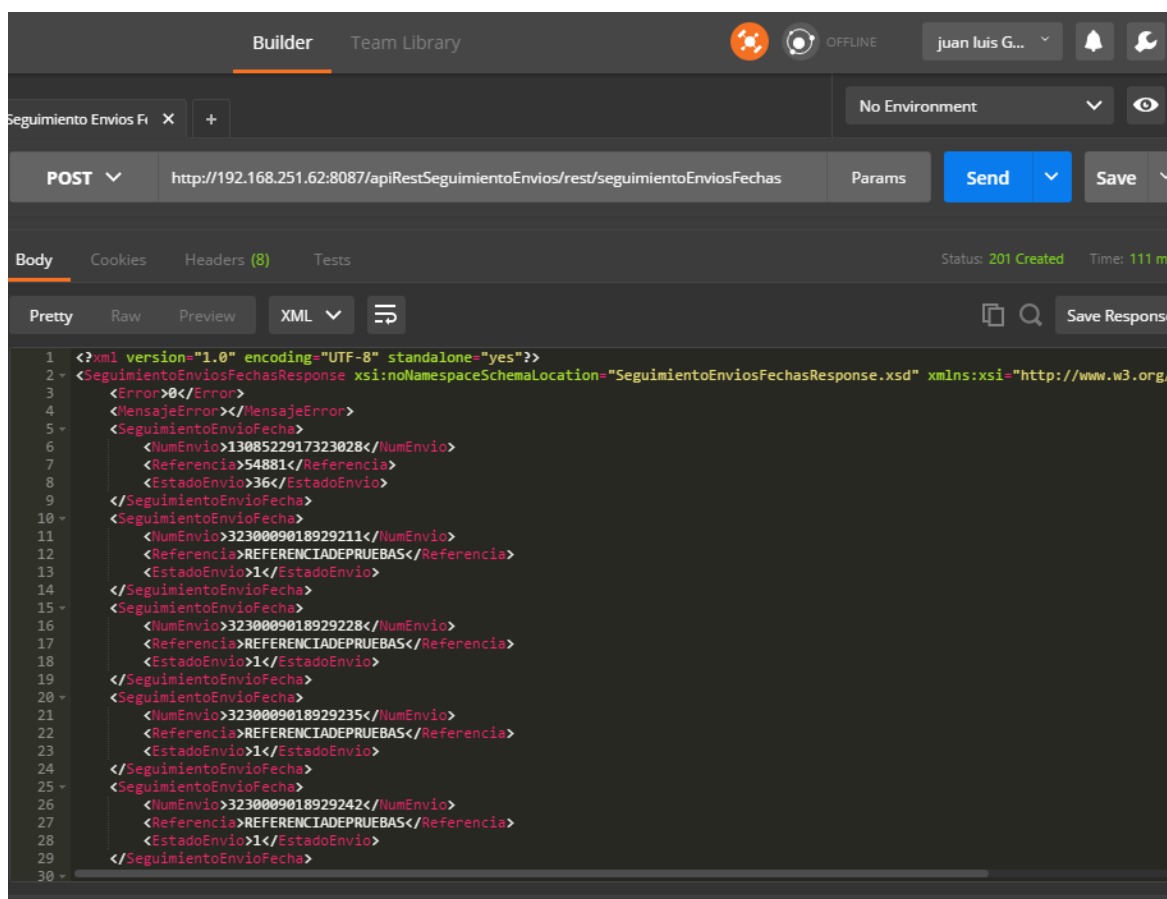 Builder Team Library OFFLINE juan luis G...
Seguimiento Envios Fe + No Environment
POST http://192.168.251.62:8087/apiRestSeguimientoEnvios/rest/seguimientoEnviosFechas Params Send Save
Body Cookies Headers (8) Tests Status: 201 Created Time: 111 m
Pretty Raw Preview XML Save Respons
1 <?xml version="1.0" encoding="UTF-8" standalone="yes"?>
2 <SeguimientoEnviosFechasResponse xsi:noNamespaceSchemaLocation="SeguimientoEnviosFechasResponse.xsd" xmlns:xsi="http://www.w3.org/
3 <Error>0</Error>
4 <MensajeError></MensajeError>
5 <SeguimientoEnvioFecha>
6 <NumEnvio>1308522917323028</NumEnvio>
7 <Referencia>54881</Referencia>
8 <EstadoEnvio>36</EstadoEnvio>
9 </SeguimientoEnvioFecha>
10 <SeguimientoEnvioFecha>
11 <NumEnvio>3230009018929211</NumEnvio>
12 <Referencia>REFERENCIADEPRUEBAS</Referencia>
13 <EstadoEnvio>1</EstadoEnvio>
14 </SeguimientoEnvioFecha>
15 <SeguimientoEnvioFecha>
16 <NumEnvio>3230009018929228</NumEnvio>
17 <Referencia>REFERENCIADEPRUEBAS</Referencia>
18 <EstadoEnvio>1</EstadoEnvio>
19 </SeguimientoEnvioFecha>
20 <SeguimientoEnvioFecha>
21 <NumEnvio>3230009018929235</NumEnvio>
22 <Referencia>REFERENCIADEPRUEBAS</Referencia>
23 <EstadoEnvio>1</EstadoEnvio>
24 </SeguimientoEnvioFecha>
25 <SeguimientoEnvioFecha>
26 <NumEnvio>3230009018929242</NumEnvio>
27 <Referencia>REFERENCIADEPRUEBAS</Referencia>
28 <EstadoEnvio>1</EstadoEnvio>
29 </SeguimientoEnvioFecha>
30